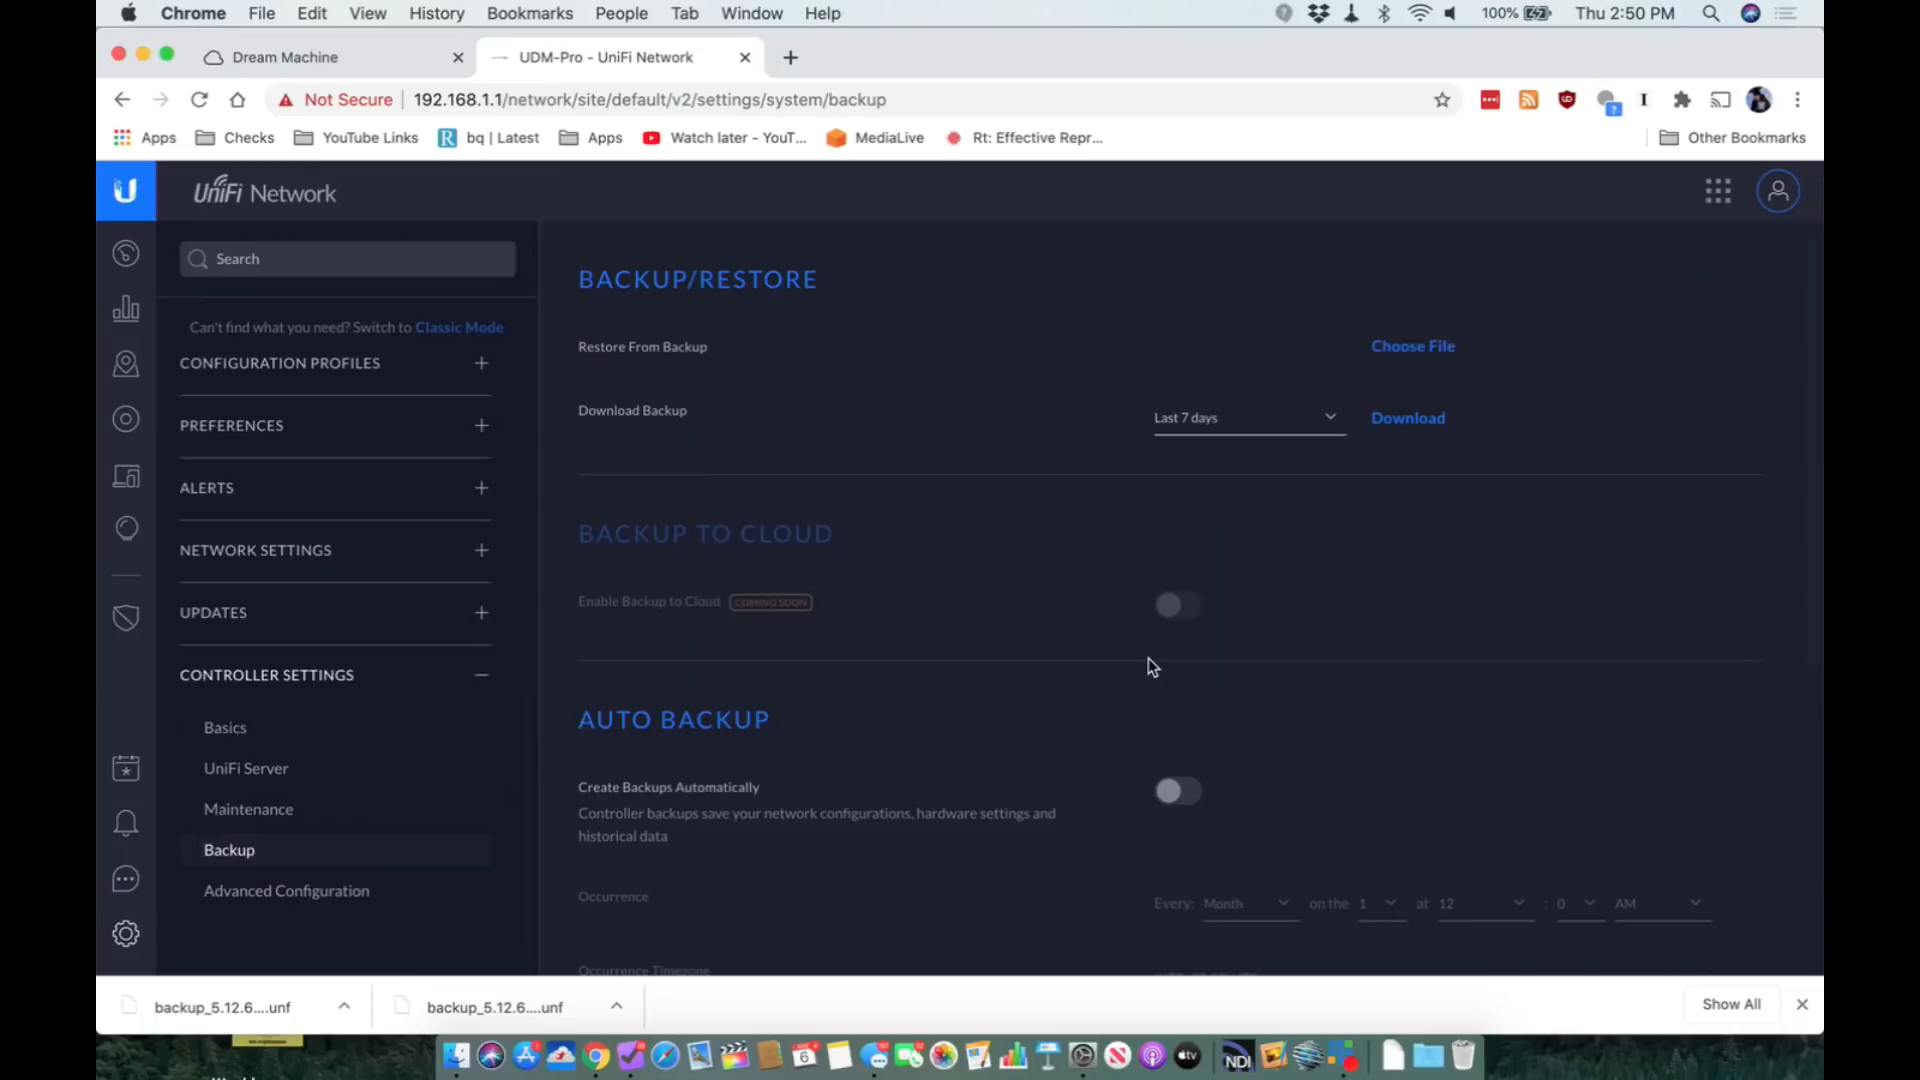 Chrome File Edit View History Bookmarks People Tab Window Help 100% Thu 2:50 PM
Dream Machine UDM-Pro - UniFi Network
Not Secure 192.168.1.1/network/site/default/v2/settings/system/backup
Apps Checks YouTube Links bq | Latest Apps Watch later - YouT... MediaLive Rt: Effective Repr... Other Bookmarks
UniFi Network
Search
Can't find what you need? Switch to Classic Mode
CONFIGURATION PROFILES
PREFERENCES
ALERTS
NETWORK SETTINGS
UPDATES
CONTROLLER SETTINGS
Basics
UniFi Server
Maintenance
Backup
Advanced Configuration
BACKUP/RESTORE
Restore From Backup Choose File
Download Backup Last 7 days Download
BACKUP TO CLOUD
Enable Backup to Cloud COMING SOON
AUTO BACKUP
Create Backups Automatically
Controller backups save your network configurations, hardware settings and
historical data
Occurrence Every: Month on the 1 at 12 : 0 AM
Occurrence Timezone
backup_5.12.6....unf backup_5.12.6....unf Show All